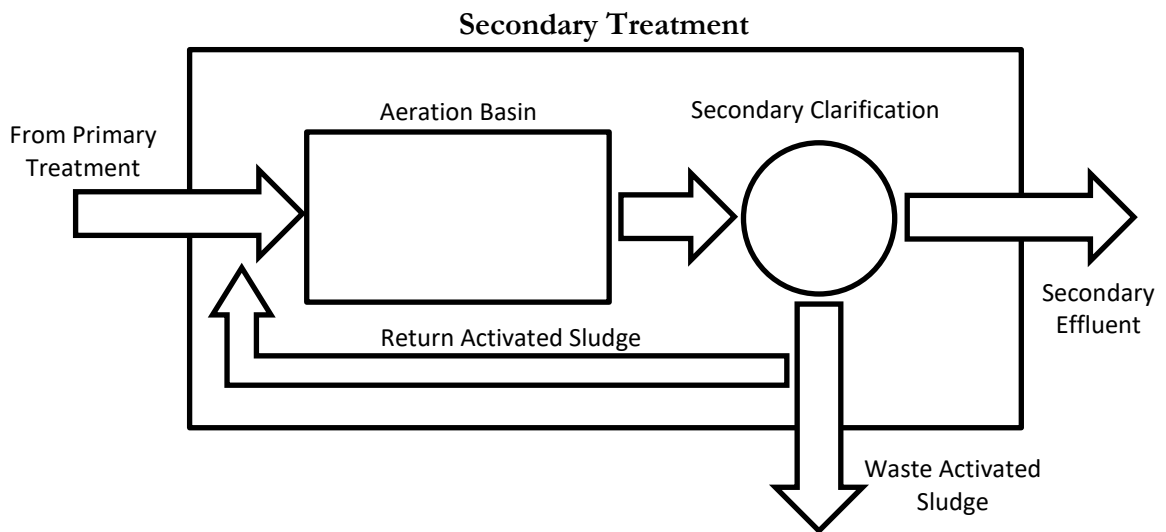 Secondary Treatment
Aeration Basin
Secondary Clarification
From Primary
Treatment
Return Activated Sludge
Secondary
Effluent
Waste Activated
Sludge